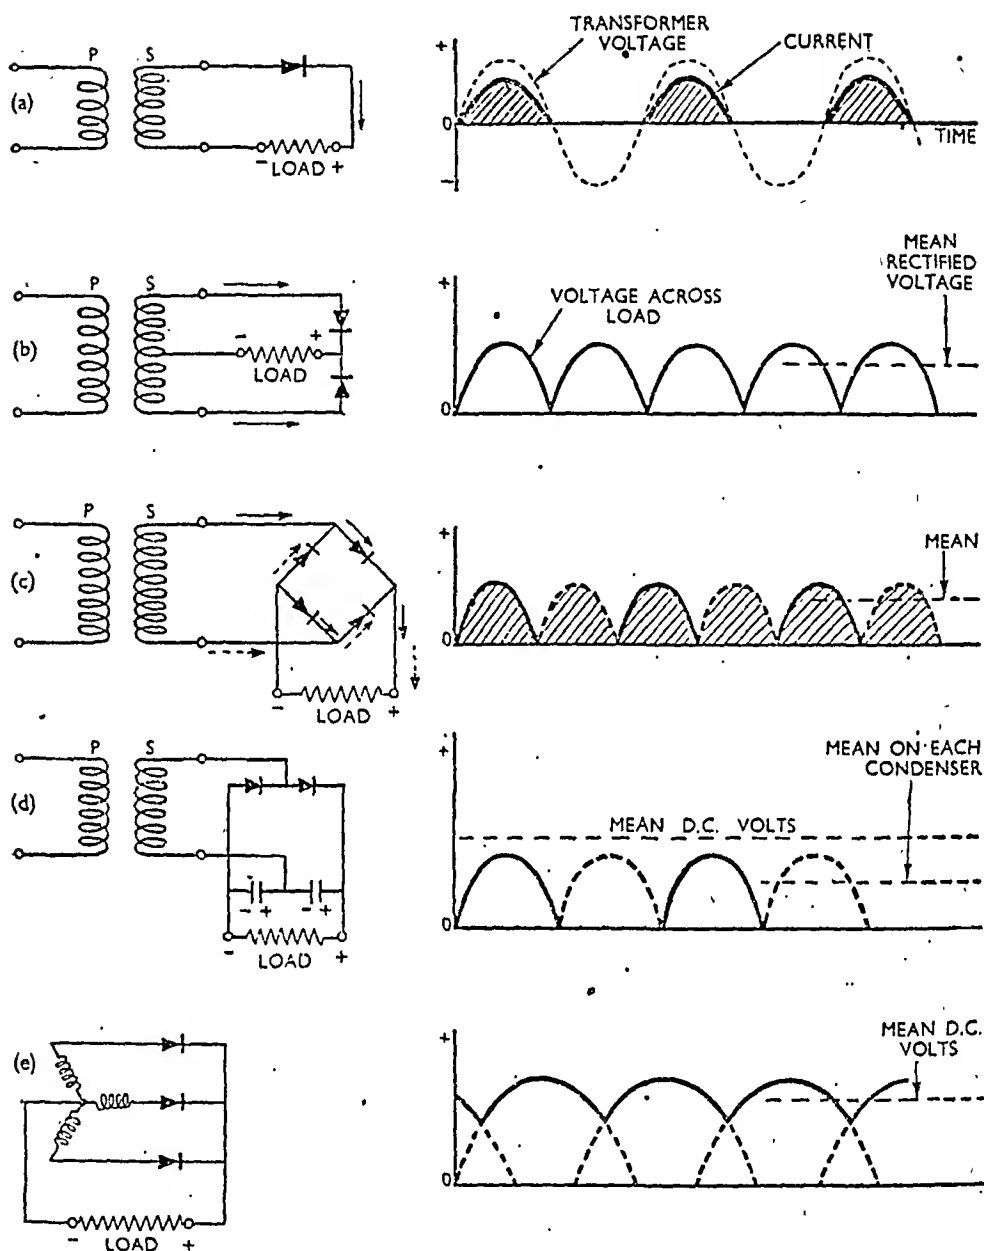 P S
TRANSFORMER
VOLTAGE
CURRENT
(a)
+
0
-
TIME
- +
LOAD
P S
MEAN
RECTIFIED
VOLTAGE
+
VOLTAGE ACROSS
LOAD
(b)
- +
LOAD
0
P S
+
MEAN
(c)
0
- +
LOAD
P S
+
MEAN ON EACH
CONDENSER
(d)
MEAN D.C. VOLTS
- + - +
0
- +
LOAD
(e)
+
MEAN D.C.
VOLTS
0
- +
LOAD